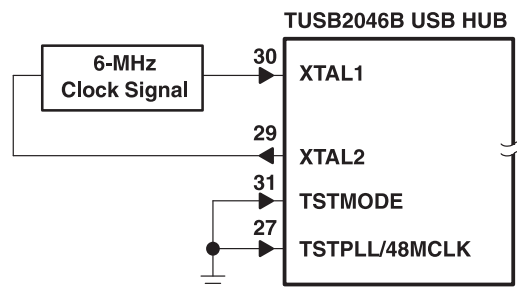 TUSB2046B USB HUB
6-MHz
Clock Signal
30
XTAL1
29
XTAL2
31
TSTMODE
27
TSTPLL/48MCLK